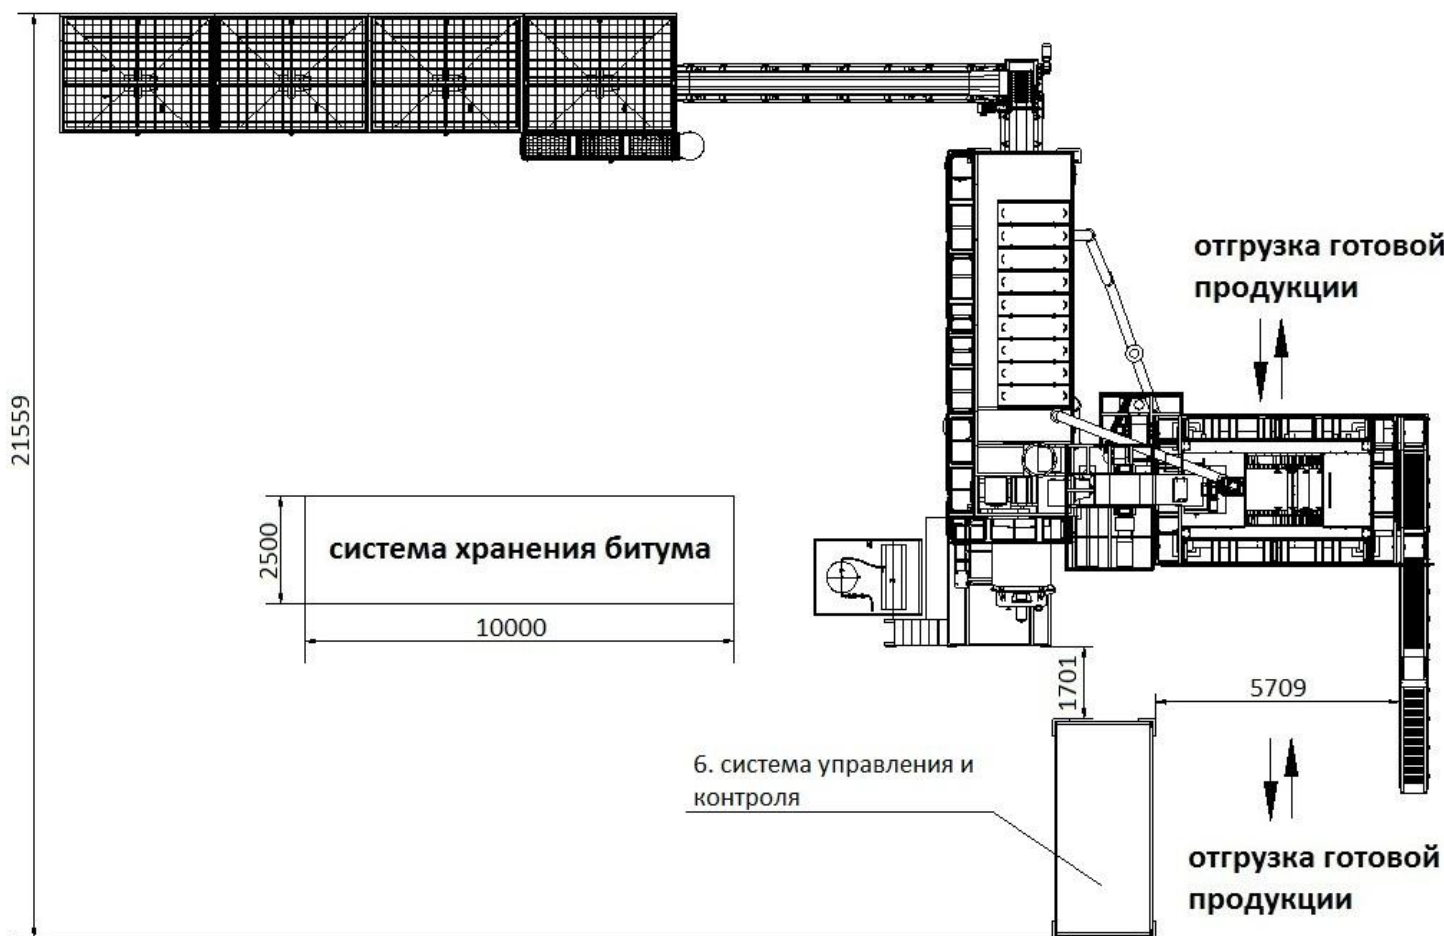 отгрузка готовой
продукции
21559
2500
система хранения битума
10000
1701
5709
6. система управления и
контроля
отгрузка готовой
продукции